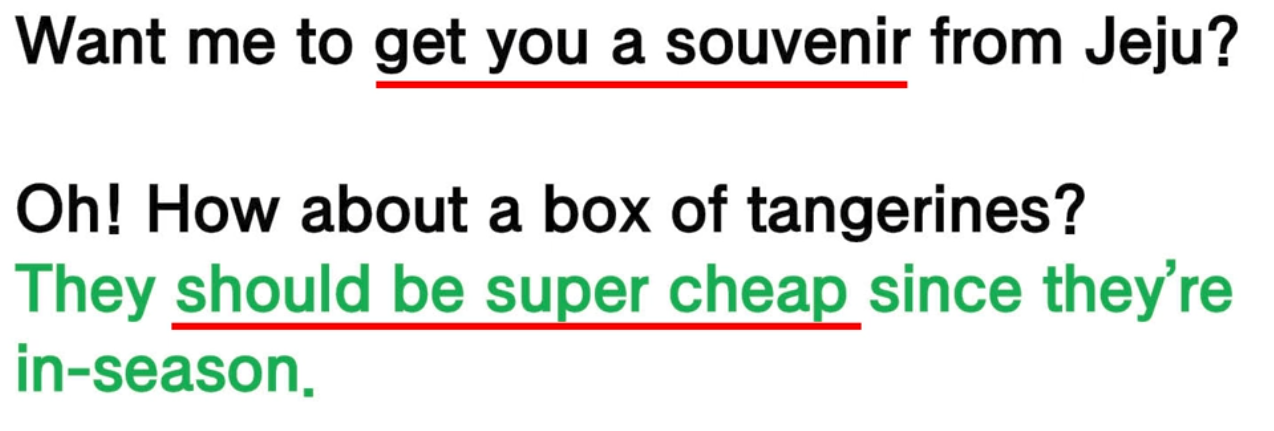 Want me to get you a souvenir from Jeju?
Oh! How about a box of tangerines?
They should be super cheap since they’re
in-season.